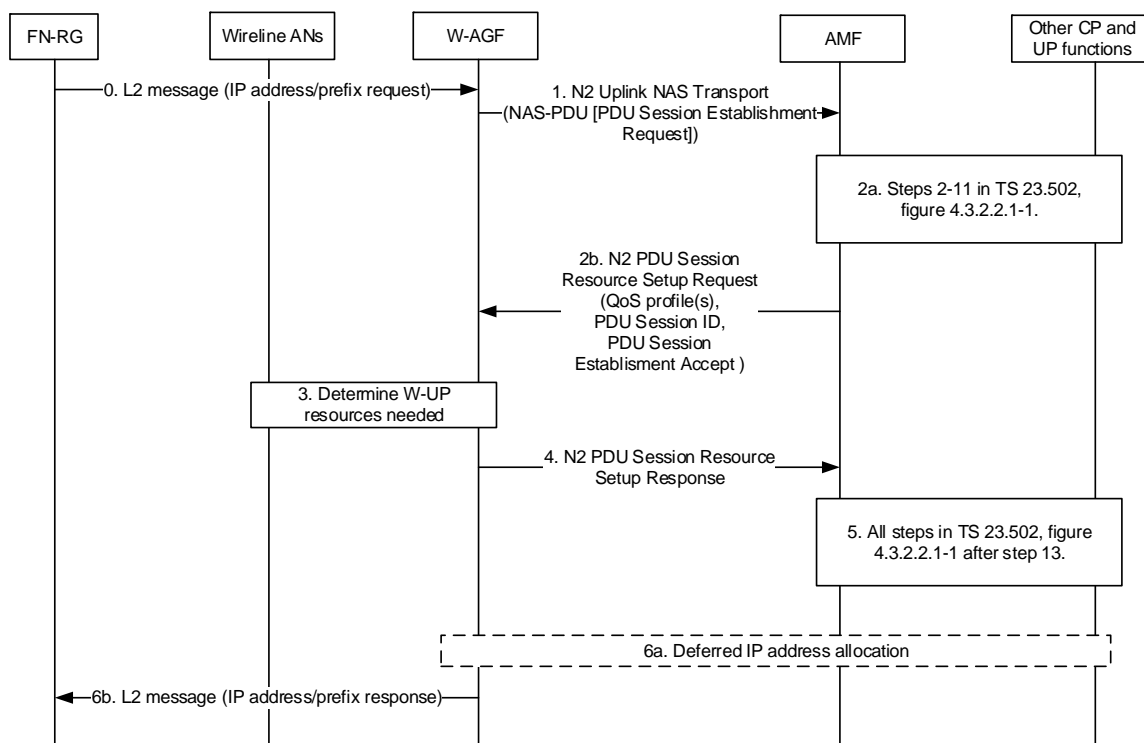 FN-RG
Wireline ANs
W-AGF
AMF
Other CP and
UP functions
0. L2 message (IP address/prefix request)
1. N2 Uplink NAS Transport
(NAS-PDU [PDU Session Establishment
Request])
2a. Steps 2-11 in TS 23.502,
figure 4.3.2.2.1-1.
2b. N2 PDU Session
Resource Setup Request
(QoS profile(s),
PDU Session ID,
PDU Session
Establisment Accept )
3. Determine W-UP
resources needed
4. N2 PDU Session Resource
Setup Response
5. All steps in TS 23.502, figure
4.3.2.2.1-1 after step 13.
6a. Deferred IP address allocation
6b. L2 message (IP address/prefix response)